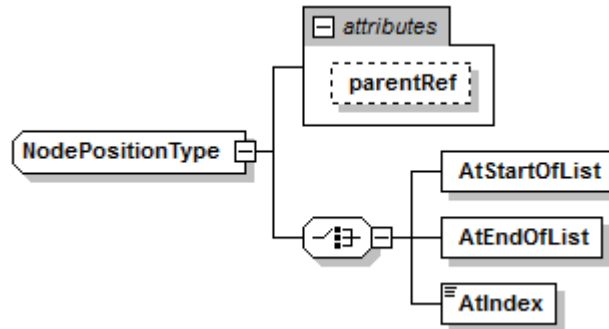 attributes
parentRef
NodePositionType
AtStartOfList
AtEndOfList
AtIndex